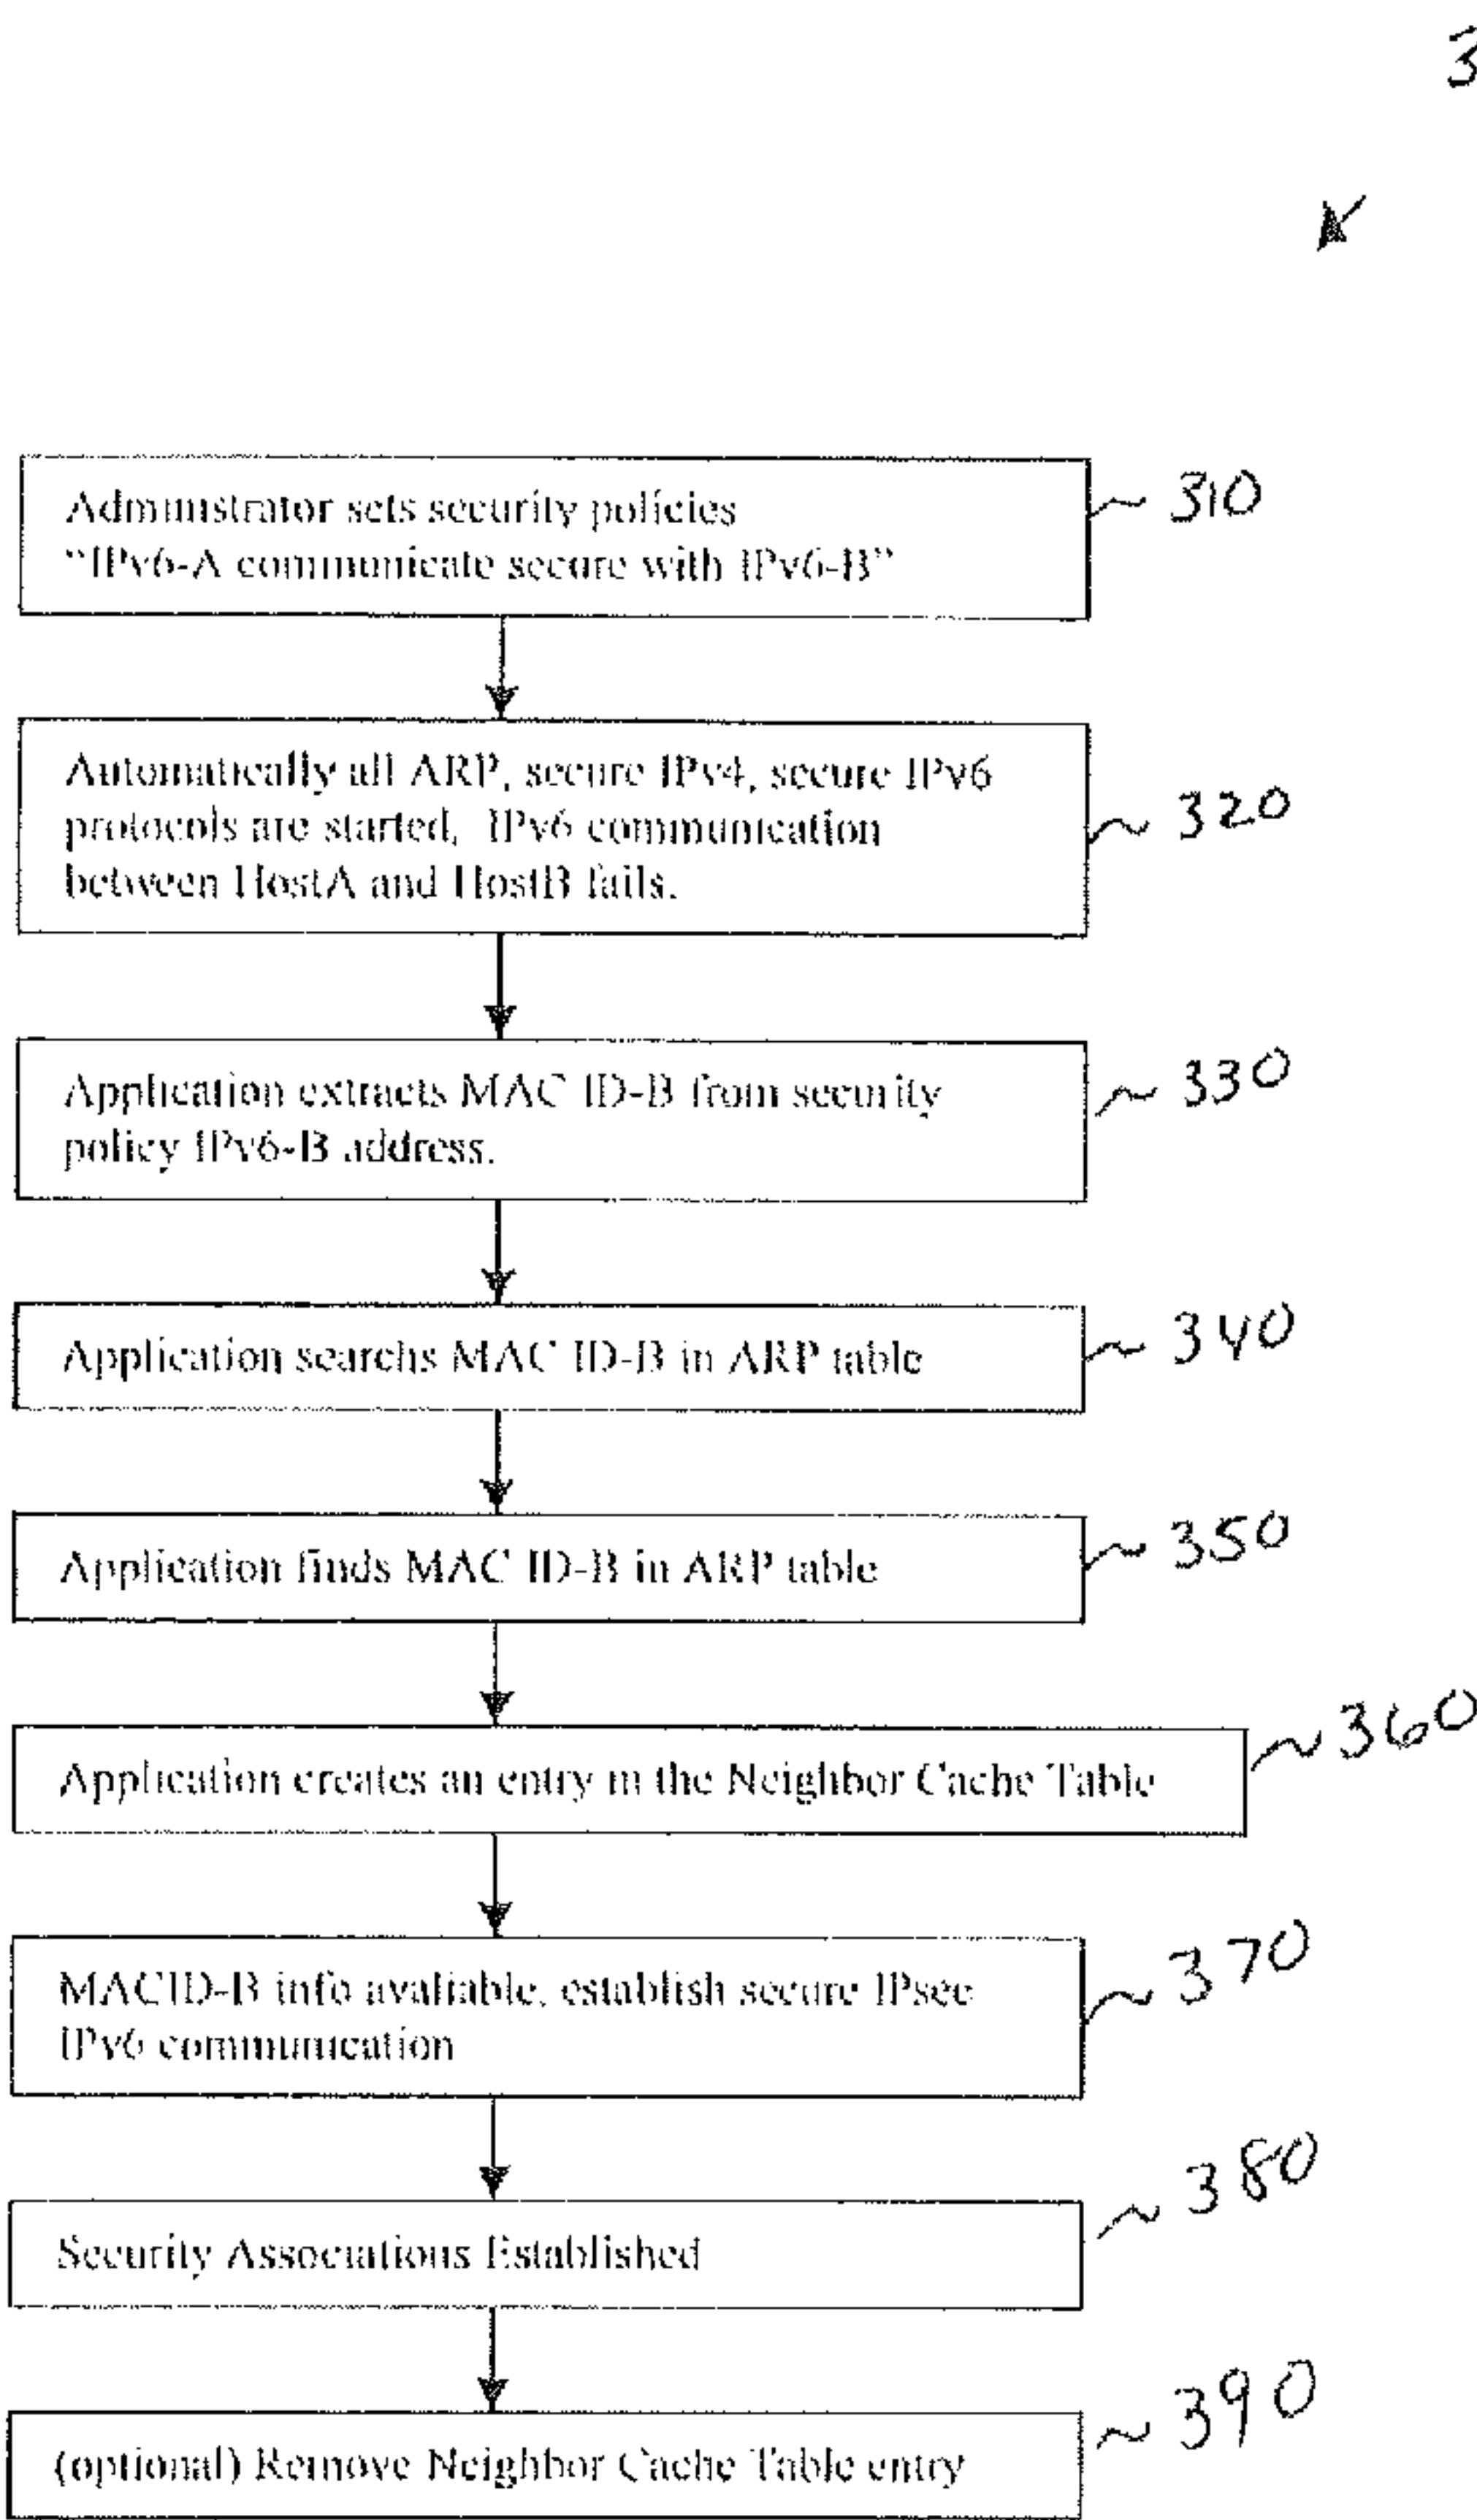 3
Administrator sets security policies
"IPv6-A communicate secure with IPv6-B"
310
Automatically all ARP, secure IPv4, secure IPv6
protocols are started, IPv6 communication
between HostA and HostB fails.
320
Application extracts MAC ID-B from security
policy IPv6-B address.
330
Application searchs MAC ID-B in ARP table
340
Application finds MAC ID-B in ARP table
350
Application creates an entry in the Neighbor Cache Table
360
MACID-B info avaliable, establish secure IPsec
IPv6 communication
370
Security Associations Established
380
(optional) Remove Neighbor Cache Table entry
390